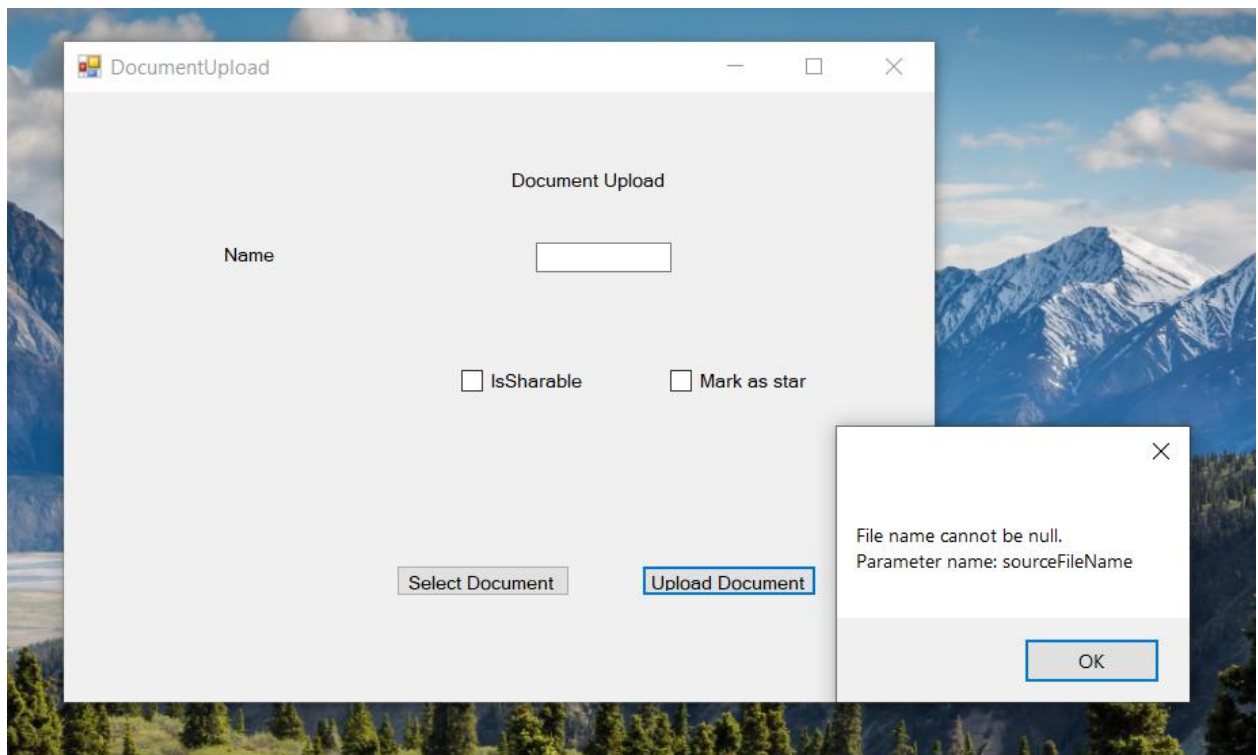 DocumentUpload
Document Upload
Name
IsSharable
Mark as star
File name cannot be null.
Parameter name: sourceFileName
Select Document
Upload Document
OK